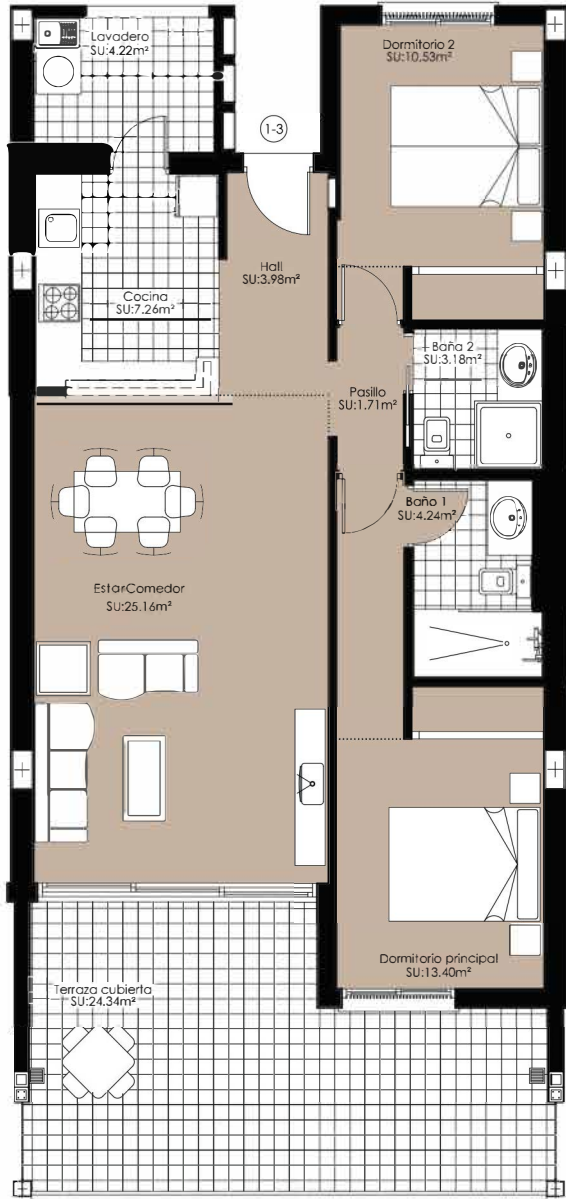 Lavadero
SU:4.22m²
Dormitorio 2
SU:10.53m²
1-3
Hall
SU:3.98m²
Cocina
SU:7.26m²
Baña 2
SU:3.18m²
Pasillo
SU:1.71m²
Baño 1
SU:4.24m²
EstarComedor
SU:25.16m²
Dormitorio principal
SU:13.40m²
Terraza cubierta
SU:24.34m²